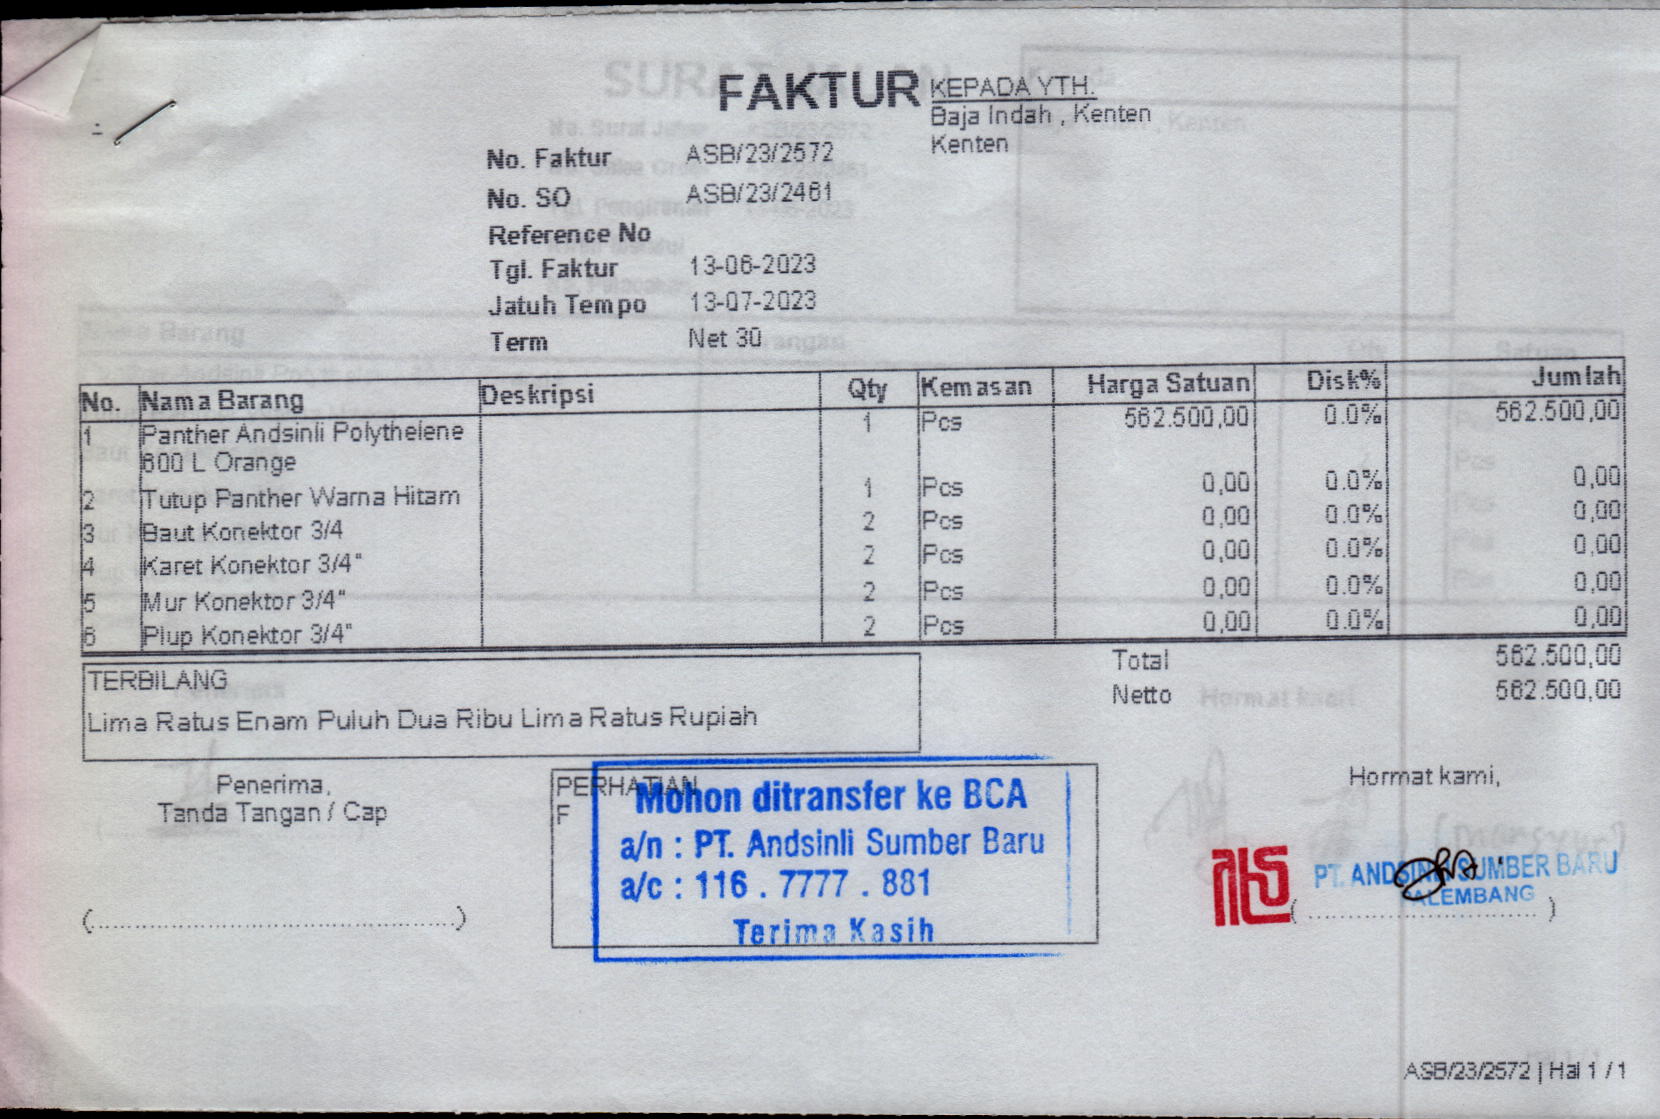 FAKTUR
KEPADA YTH.
Baja Indah , Kenten
Kenten
No. Faktur ASB/23/2572
No. SO ASB/23/2461
Reference No
Tgl. Faktur 13-06-2023
Jatuh Tempo 13-07-2023
Term Net 30
No. Nama Barang Deskripsi Qty Kemasan Harga Satuan Disk% Jumlah
1 Panther Andsinli Polythelene 1 Pcs 562.500,00 0.0% 562.500,00
600 L Orange
2 Tutup Panther Warna Hitam 1 Pcs 0,00 0.0% 0,00
3 Baut Konektor 3/4 2 Pcs 0,00 0.0% 0,00
4 Karet Konektor 3/4" 2 Pcs 0,00 0.0% 0,00
5 Mur Konektor 3/4" 2 Pcs 0,00 0.0% 0,00
6 Plup Konektor 3/4" 2 Pcs 0,00 0.0% 0,00
Total 562.500,00
Netto 562.500,00
TERBILANG
Lima Ratus Enam Puluh Dua Ribu Lima Ratus Rupiah
Penerima,
Tanda Tangan / Cap
(....................................................)
PERHATIAN
F
Mohon ditransfer ke BCA
a/n : PT. Andsinli Sumber Baru
a/c : 116 . 7777 . 881
Terima Kasih
Hormat kami,
PT. ANDSINLI SUMBER BARU
PALEMBANG
( .................................. )
ASB/23/2572 | Hal 1 / 1